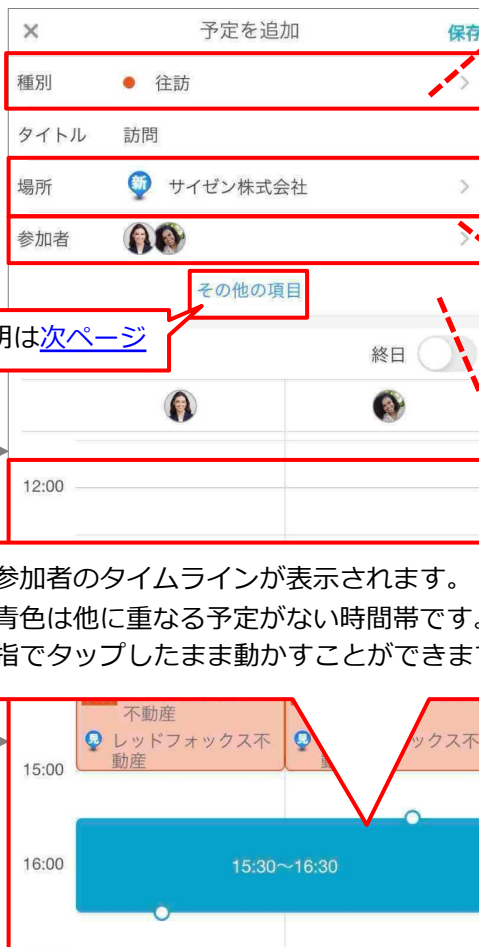 予定を追加
保存
種別 往訪
タイトル 訪問
場所 新 サイゼン株式会社
参加者
その他の項目
明は次ページ
終日
12:00
参加者のタイムラインが表示されます。
青色は他に重なる予定がない時間帯です。
指でタップしたまま動かすことができます
不動産
見 レッドフォックス不
動産
見 ックス不
15:00
16:00 15:30～16:30